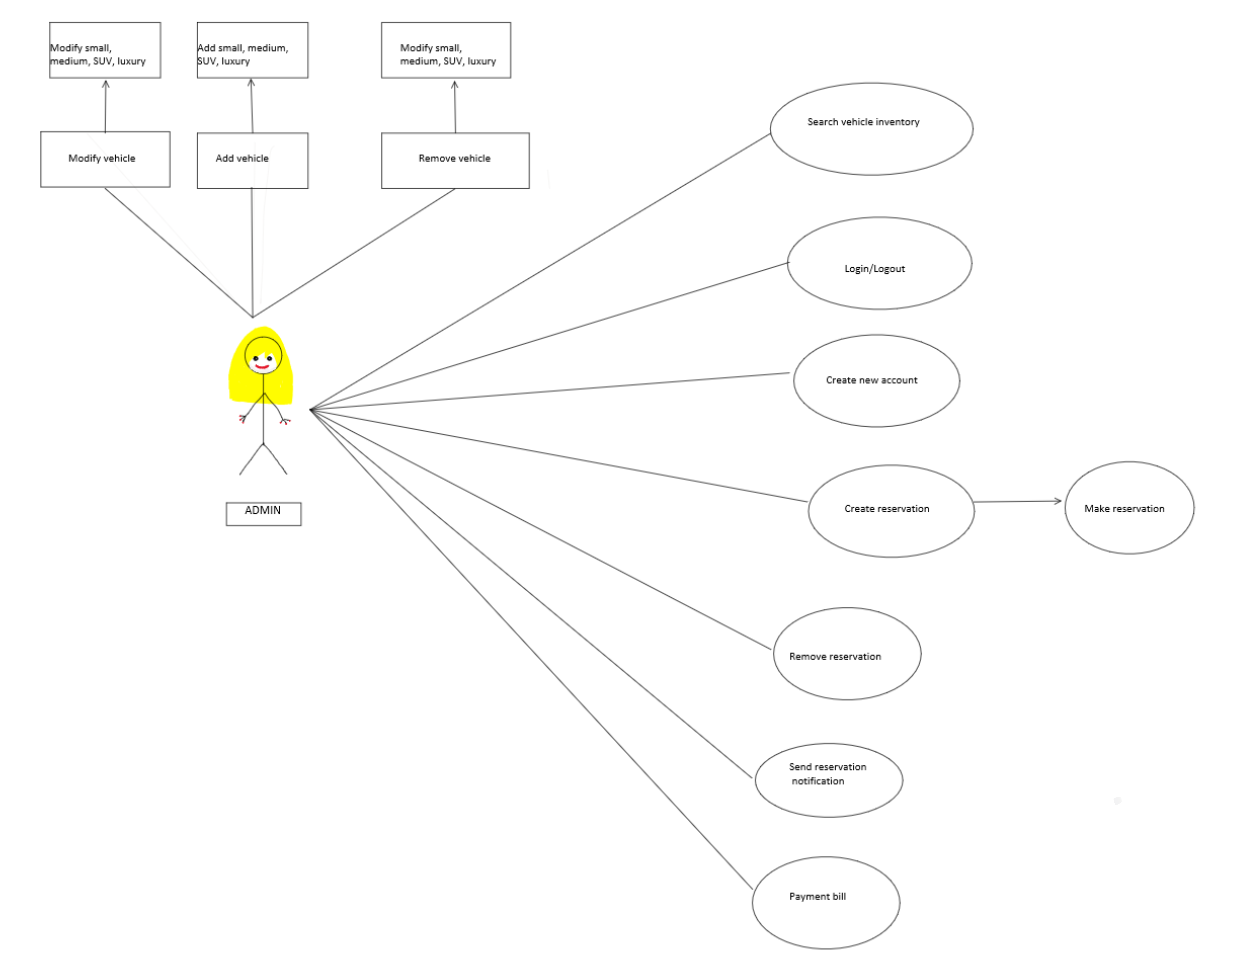 Modify small,
medium, SUV, luxury
Add small, medium,
SUV, luxury
Modify small,
medium, SUV, luxury
Modify vehicle
Add vehicle
Remove vehicle
Search vehicle inventory
Login/Logout
Create new account
Create reservation
Make reservation
ADMIN
Remove reservation
Send reservation
notification
Payment bill